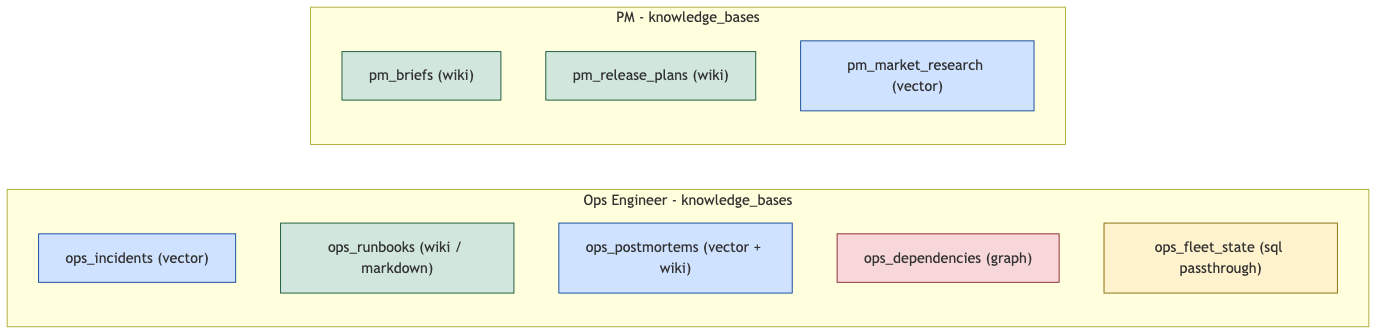 PM - knowledge_bases
pm_briefs (wiki)
pm_release_plans (wiki)
pm_market_research
(vector)
Ops Engineer - knowledge_bases
ops_incidents (vector)
ops_runbooks (wiki /
markdown)
ops_postmortems (vector +
wiki)
ops_dependencies (graph)
ops_fleet_state (sql
passthrough)